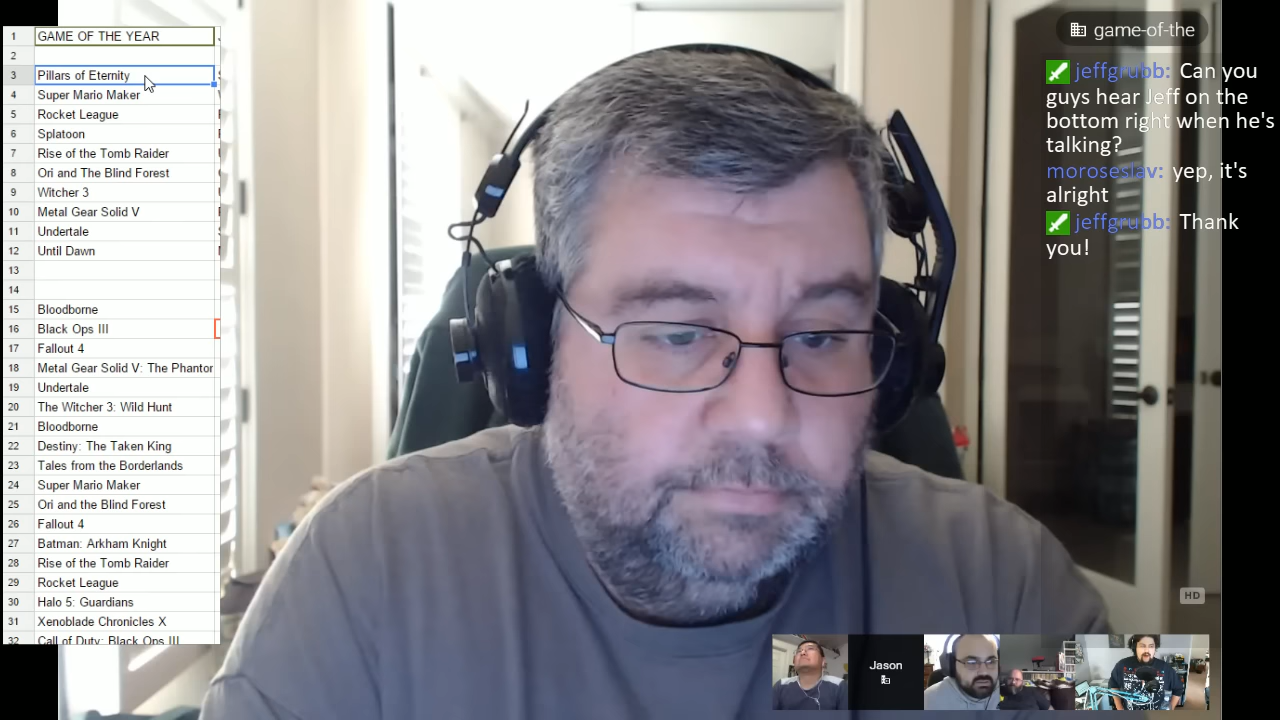 1 GAME OF THE YEAR
2
3 Pillars of Eternity
4 Super Mario Maker
5 Rocket League
6 Splatoon
7 Rise of the Tomb Raider
8 Ori and The Blind Forest
9 Witcher 3
10 Metal Gear Solid V
11 Undertale
12 Until Dawn
13
14
15 Bloodborne
16 Black Ops III
17 Fallout 4
18 Metal Gear Solid V: The Phantor
19 Undertale
20 The Witcher 3: Wild Hunt
21 Bloodborne
22 Destiny: The Taken King
23 Tales from the Borderlands
24 Super Mario Maker
25 Ori and the Blind Forest
26 Fallout 4
27 Batman: Arkham Knight
28 Rise of the Tomb Raider
29 Rocket League
30 Halo 5: Guardians
31 Xenoblade Chronicles X
32 Call of Duty: Black Ops III
game-of-the
jeffgrubb: Can you
guys hear Jeff on the
bottom right when he's
talking?
moroseslav: yep, it's
alright
jeffgrubb: Thank
you!
HD
Jason